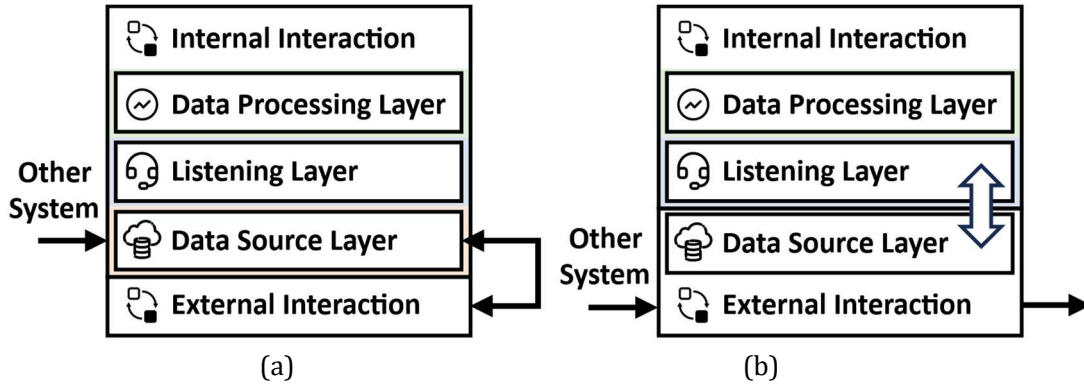 Internal Interaction
Data Processing Layer
Listening Layer
Other
System
Data Source Layer
External Interaction
(a)
Internal Interaction
Data Processing Layer
Listening Layer
Data Source Layer
Other
System
External Interaction
(b)